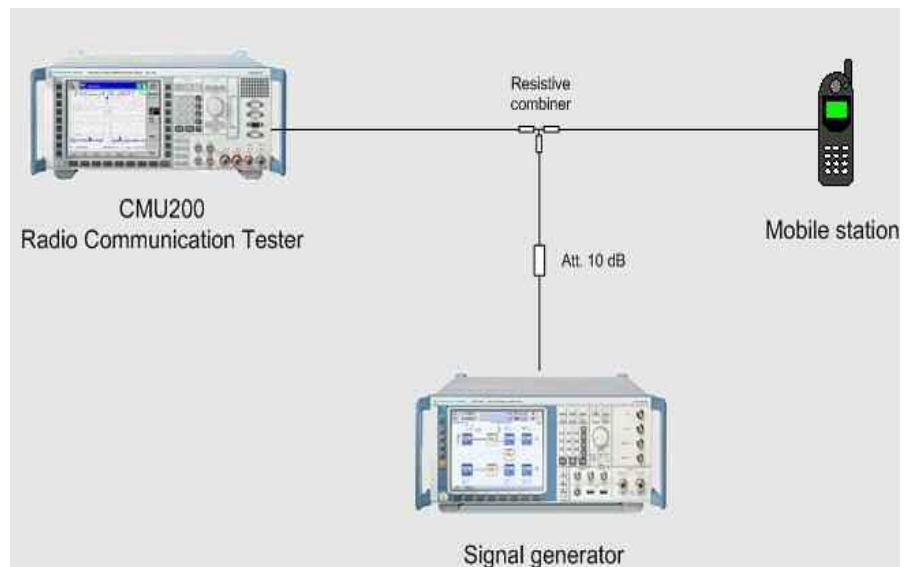 Resistive
combiner
CMU200
Radio Communication Tester
Mobile station
Att. 10 dB
Signal generator